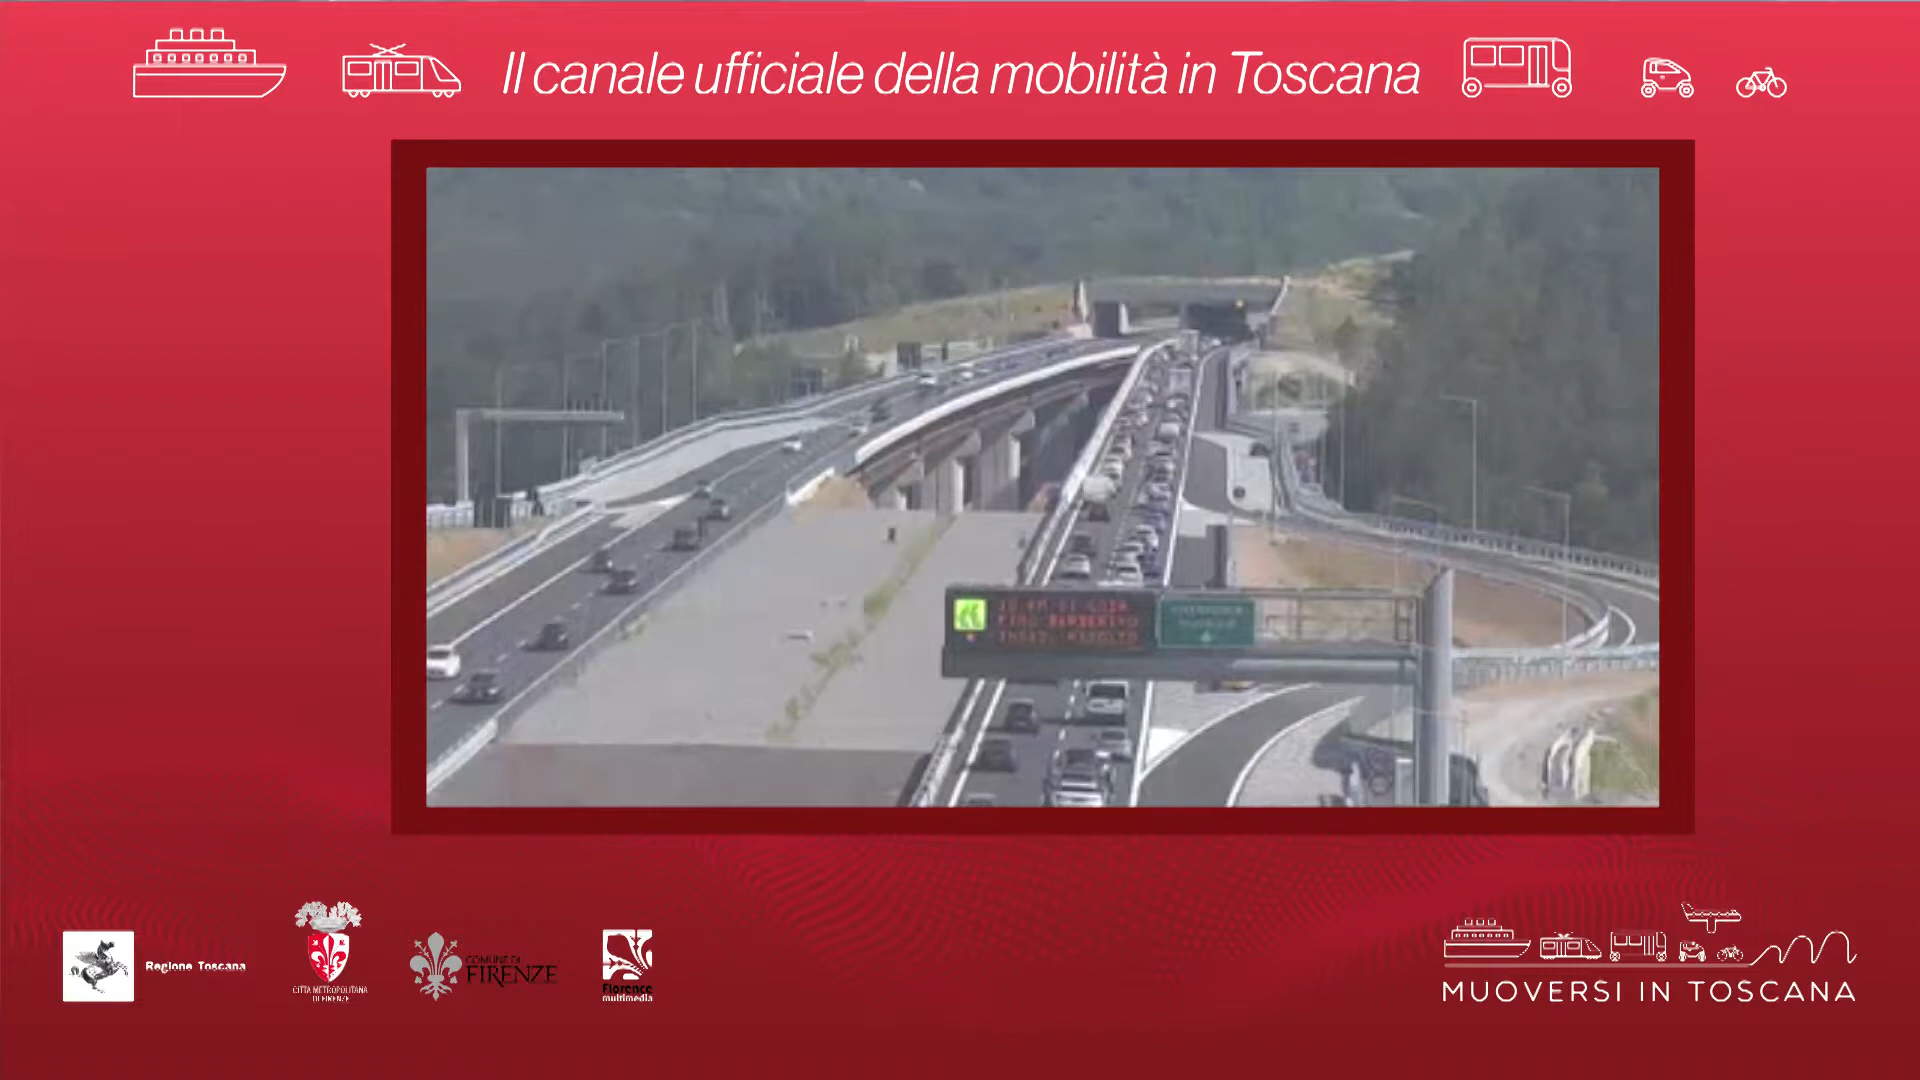 Il canale ufficiale della mobilità in Toscana
Regione Toscana
CITTÀ METROPOLITANA
DI FIRENZE
COMUNE DI
FIRENZE
Florence
multimedia
MUOVERSI IN TOSCANA